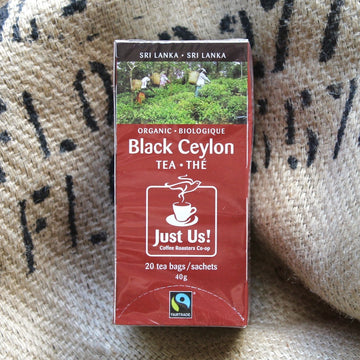 SRI LANKA • SRI LANKA
ORGANIC • BIOLOGIQUE
Black Ceylon
TEA • THÉ
Just Us!
Coffee Roasters Co-op
20 tea bags/sachets
40g
FAIRTRADE